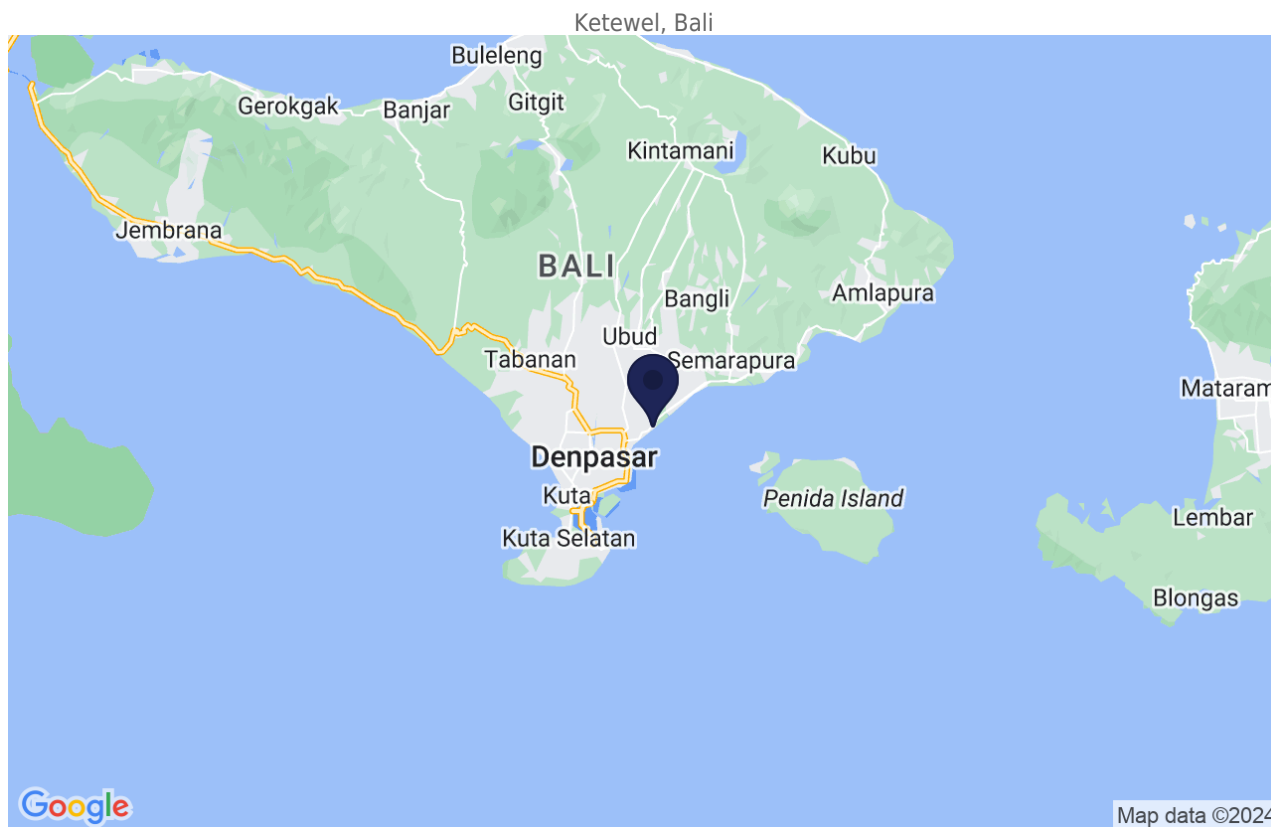 Ketewel, Bali
Buleleng
Gerokgak
Banjar
Gitgit
Kintamani
Kubu
Jembrana
BALI
Bangli
Amlapura
Ubud
Tabanan
Semarapura
Mataram
Denpasar
Kuta
Penida Island
Kuta Selatan
Lembar
Blongas
Google
Map data ©2024